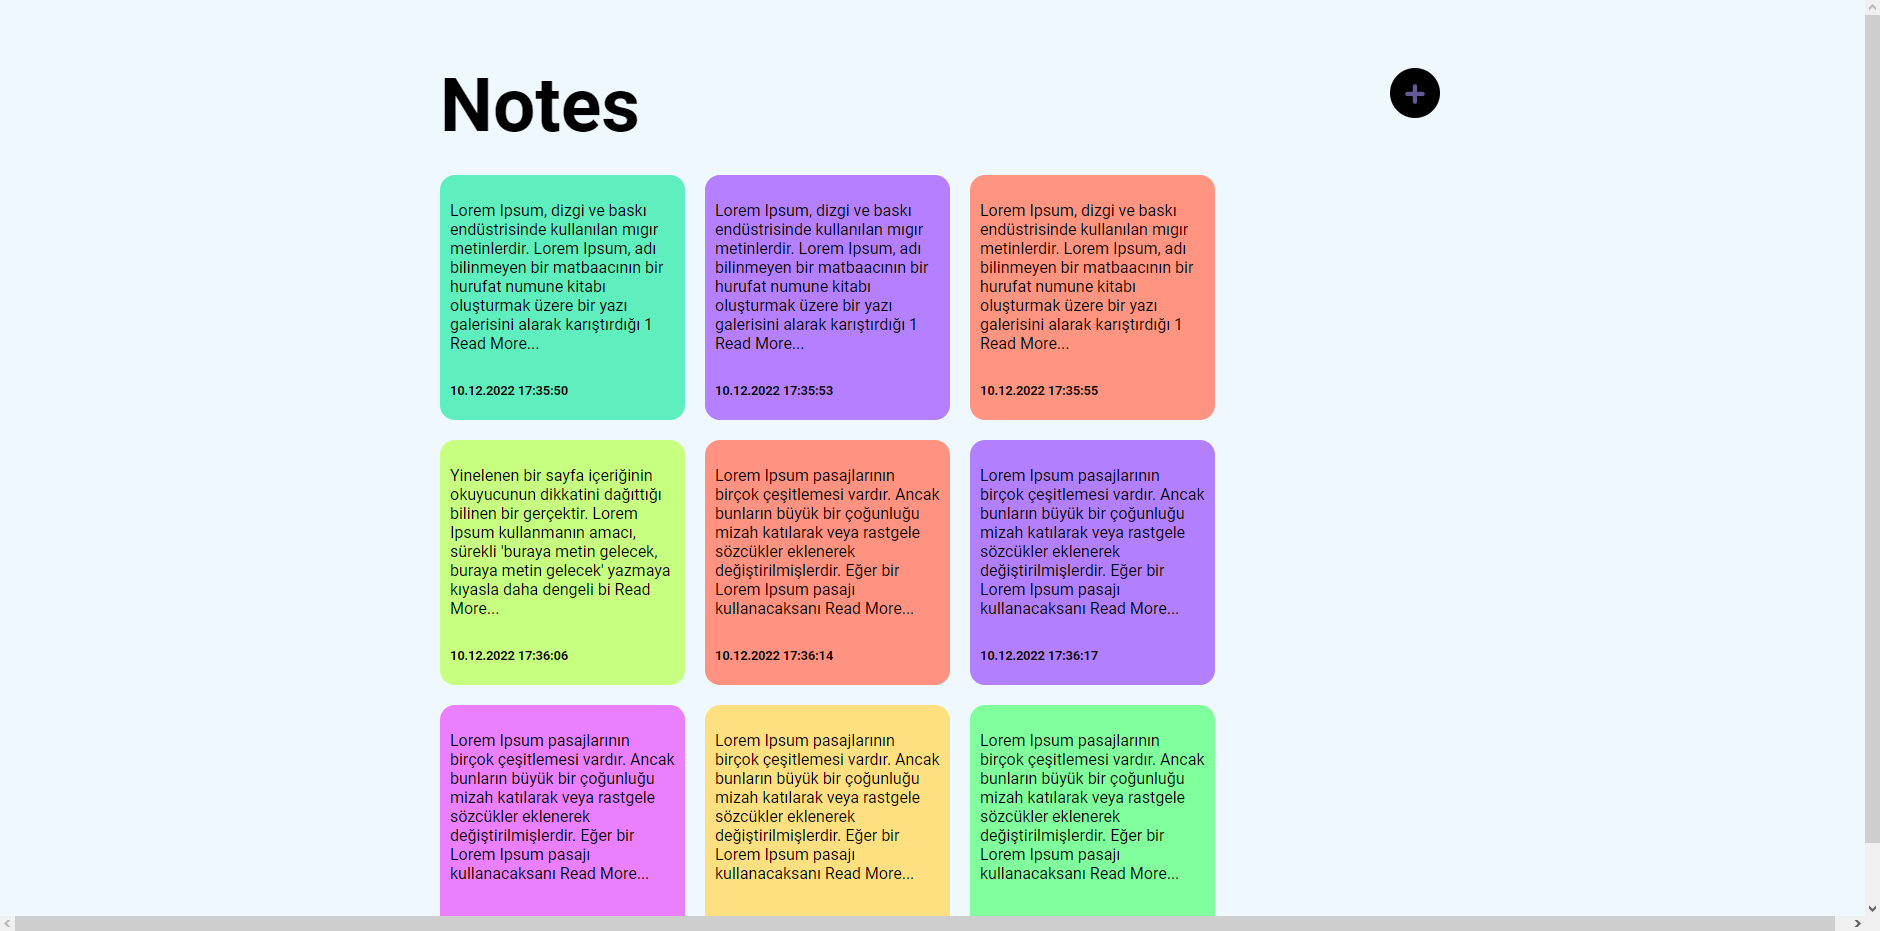 Notes
Lorem Ipsum, dizgi ve baskı
endüstrisinde kullanılan mıgır
metinlerdir. Lorem Ipsum, adı
bilinmeyen bir matbaacının bir
hurufat numune kitabı
oluşturmak üzere bir yazı
galerisini alarak karıştırdığı 1
Read More...
10.12.2022 17:35:50
Lorem Ipsum, dizgi ve baskı
endüstrisinde kullanılan mıgır
metinlerdir. Lorem Ipsum, adı
bilinmeyen bir matbaacının bir
hurufat numune kitabı
oluşturmak üzere bir yazı
galerisini alarak karıştırdığı 1
Read More...
10.12.2022 17:35:53
Lorem Ipsum, dizgi ve baskı
endüstrisinde kullanılan mıgır
metinlerdir. Lorem Ipsum, adı
bilinmeyen bir matbaacının bir
hurufat numune kitabı
oluşturmak üzere bir yazı
galerisini alarak karıştırdığı 1
Read More...
10.12.2022 17:35:55
Yinelenen bir sayfa içeriğinin
okuyucunun dikkatini dağıttığı
bilinen bir gerçektir. Lorem
Ipsum kullanmanın amacı,
sürekli 'buraya metin gelecek,
buraya metin gelecek' yazmaya
kıyasla daha dengeli bi Read
More...
10.12.2022 17:36:06
Lorem Ipsum pasajlarının
birçok çeşitlemesi vardır. Ancak
bunların büyük bir çoğunluğu
mizah katılarak veya rastgele
sözcükler eklenerek
değiştirilmişlerdir. Eğer bir
Lorem Ipsum pasajı
kullanacaksanı Read More...
10.12.2022 17:36:14
Lorem Ipsum pasajlarının
birçok çeşitlemesi vardır. Ancak
bunların büyük bir çoğunluğu
mizah katılarak veya rastgele
sözcükler eklenerek
değiştirilmişlerdir. Eğer bir
Lorem Ipsum pasajı
kullanacaksanı Read More...
10.12.2022 17:36:17
Lorem Ipsum pasajlarının
birçok çeşitlemesi vardır. Ancak
bunların büyük bir çoğunluğu
mizah katılarak veya rastgele
sözcükler eklenerek
değiştirilmişlerdir. Eğer bir
Lorem Ipsum pasajı
kullanacaksanı Read More...
Lorem Ipsum pasajlarının
birçok çeşitlemesi vardır. Ancak
bunların büyük bir çoğunluğu
mizah katılarak veya rastgele
sözcükler eklenerek
değiştirilmişlerdir. Eğer bir
Lorem Ipsum pasajı
kullanacaksanı Read More...
Lorem Ipsum pasajlarının
birçok çeşitlemesi vardır. Ancak
bunların büyük bir çoğunluğu
mizah katılarak veya rastgele
sözcükler eklenerek
değiştirilmişlerdir. Eğer bir
Lorem Ipsum pasajı
kullanacaksanı Read More...